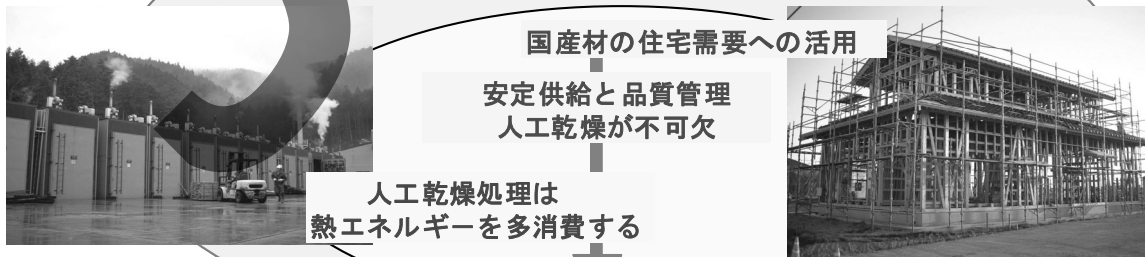 国産材の住宅需要への活用
安定供給と品質管理
人工乾燥が不可欠
人工乾燥処理は
熱エネルギーを多消費する